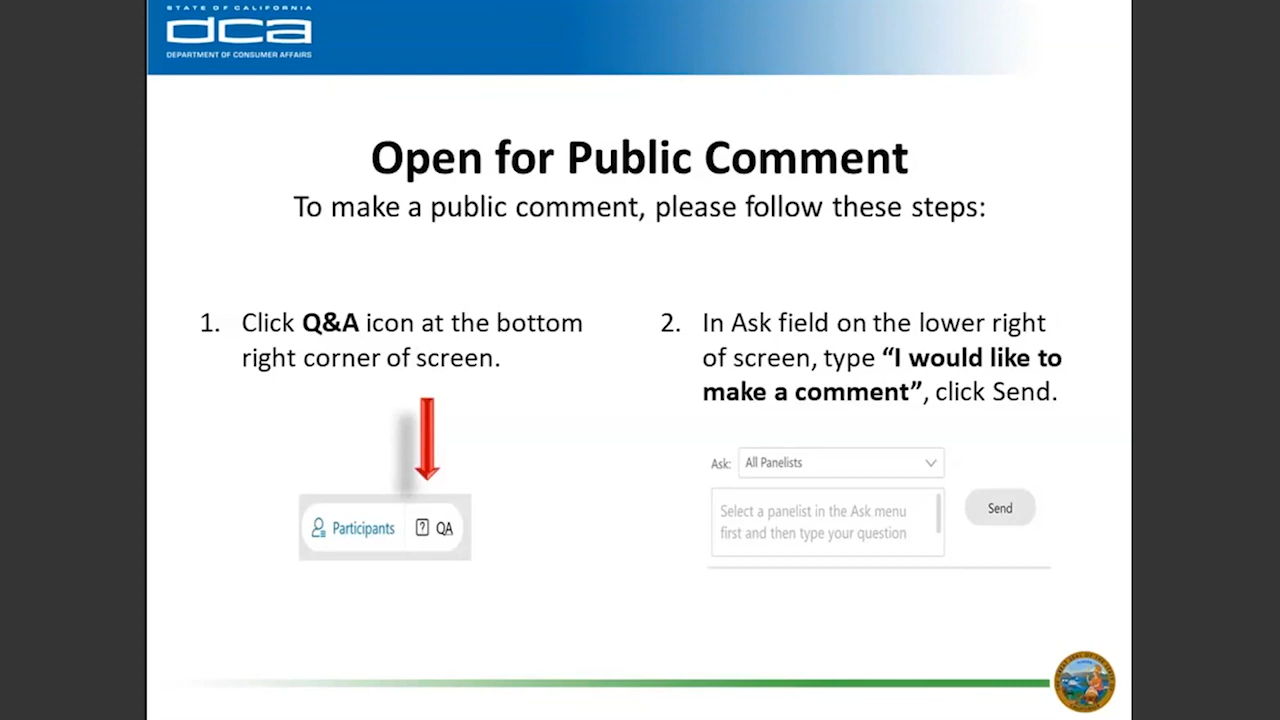 STATE OF CALIFORNIA
dca
DEPARTMENT OF CONSUMER AFFAIRS
Open for Public Comment
To make a public comment, please follow these steps:
1. Click Q&A icon at the bottom
right corner of screen.
2. In Ask field on the lower right
of screen, type “I would like to
make a comment”, click Send.
Participants
? QA
Ask: All Panelists
Select a panelist in the Ask menu
first and then type your question
Send